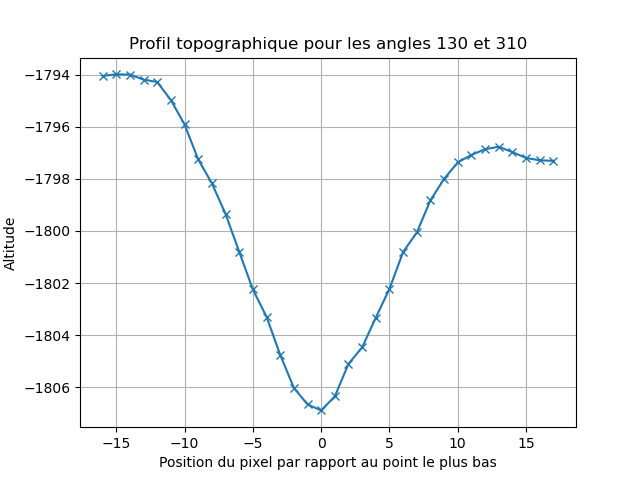 Profil topographique pour les angles 130 et 310
−1794
−1796
−1798
−1800
−1802
−1804
−1806
Altitude
−15 −10 −5 0 5 10 15
Position du pixel par rapport au point le plus bas